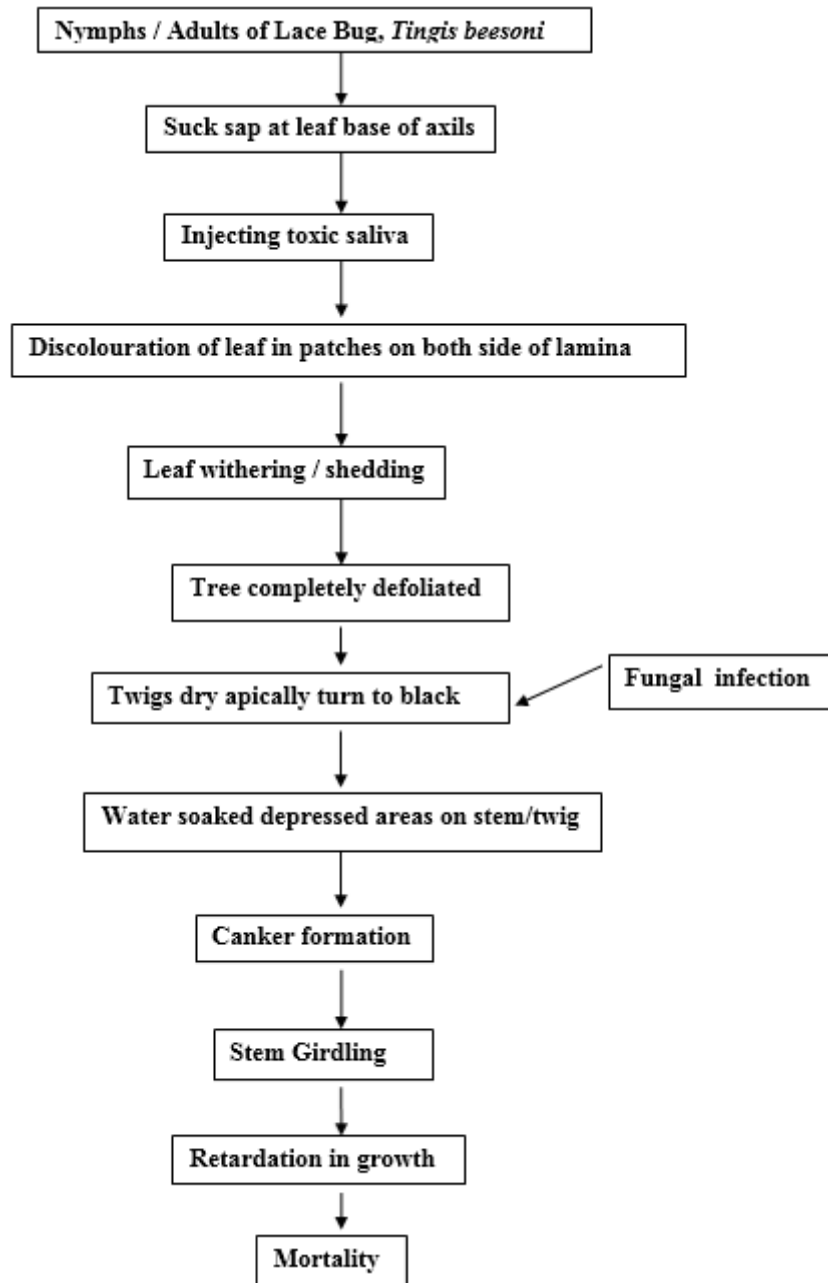 Nymphs / Adults of Lace Bug, Tingis beesoni
Suck sap at leaf base of axils
Injecting toxic saliva
Discolouration of leaf in patches on both side of lamina
Leaf withering / shedding
Tree completely defoliated
Twigs dry apically turn to black
Fungal infection
Water soaked depressed areas on stem/twig
Canker formation
Stem Girdling
Retardation in growth
Mortality